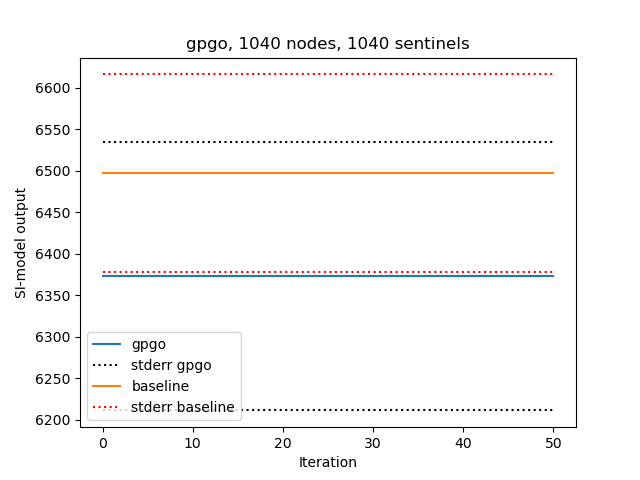 gpgo, 1040 nodes, 1040 sentinels
6600
6550
6500
6450
6400
6350
6300
6250
6200
SI-model output
gpgo
stderr gpgo
baseline
stderr baseline
0 10 20 30 40 50
Iteration